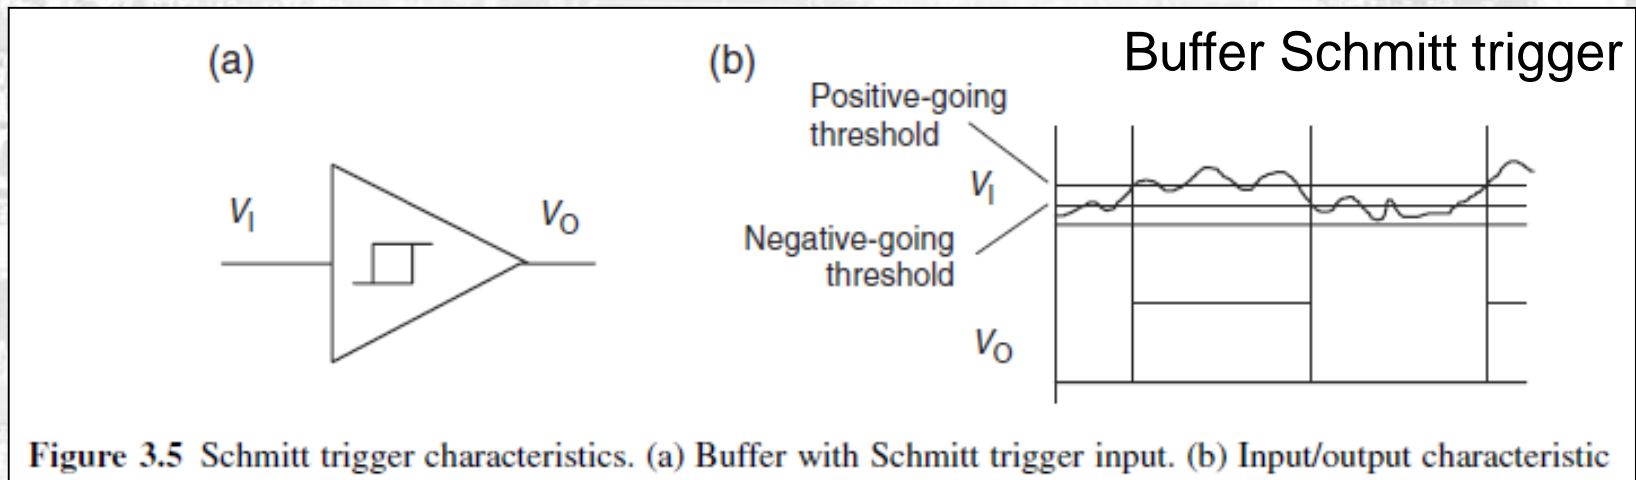 (a)
(b)
Buffer Schmitt trigger
Positive-going
threshold
VI
VO
VI
Negative-going
threshold
VO
Figure 3.5 Schmitt trigger characteristics. (a) Buffer with Schmitt trigger input. (b) Input/output characteristic